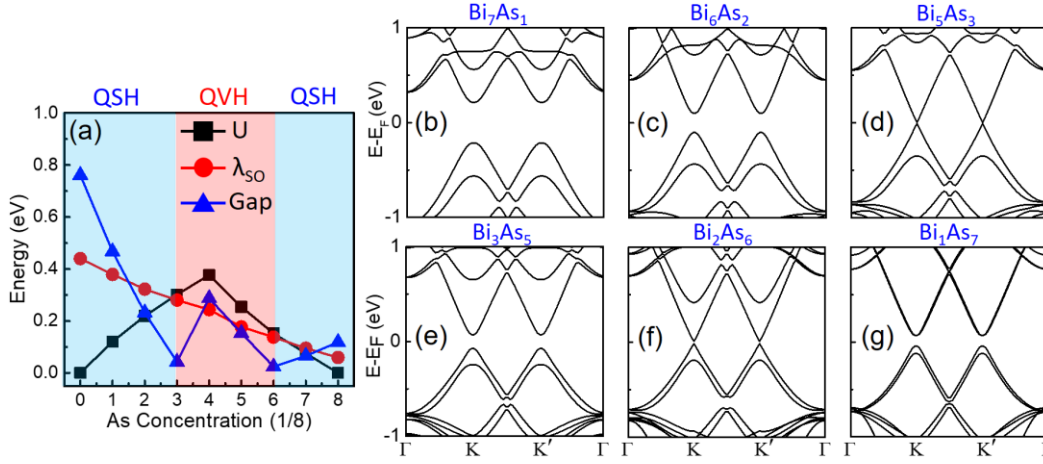 QSH QVH QSH
(a)
U
λSO
Gap
Energy (eV)
1.0
0.8
0.6
0.4
0.2
0.0
0 1 2 3 4 5 6 7 8
As Concentration (1/8)
Bi7As1 Bi6As2 Bi5As3
1
0
-1
E-EF (eV)
(b) (c) (d)
Bi3As5 Bi2As6 Bi1As7
1
0
-1
E-EF (eV)
(e) (f) (g)
Γ K K′ Γ Γ K K′ Γ Γ K K′ Γ